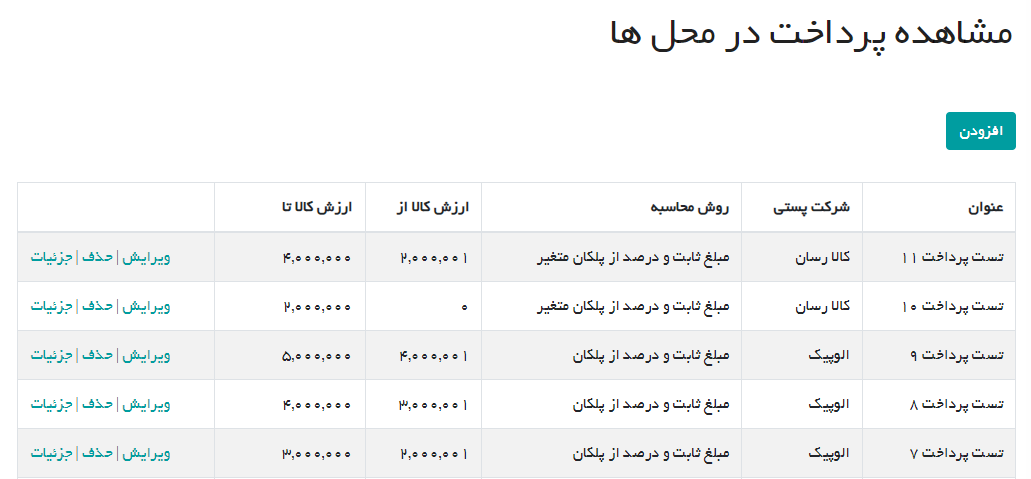 مشاهده پرداخت در محل ها
افزودن
عنوان شرکت پستی روش محاسبه ارزش کالا از ارزش کالا تا
تست پرداخت ۱۱ کالا رسان مبلغ ثابت و درصد از پلکان متغیر ۲,۰۰۰,۰۰۱ ۴,۰۰۰,۰۰۰ ویرایش | حذف | جزئیات
تست پرداخت ۱۰ کالا رسان مبلغ ثابت و درصد از پلکان متغیر ۰ ۲,۰۰۰,۰۰۰ ویرایش | حذف | جزئیات
تست پرداخت ۹ الوپیک مبلغ ثابت و درصد از پلکان ۴,۰۰۰,۰۰۱ ۵,۰۰۰,۰۰۰ ویرایش | حذف | جزئیات
تست پرداخت ۸ الوپیک مبلغ ثابت و درصد از پلکان ۳,۰۰۰,۰۰۱ ۴,۰۰۰,۰۰۰ ویرایش | حذف | جزئیات
تست پرداخت ۷ الوپیک مبلغ ثابت و درصد از پلکان ۲,۰۰۰,۰۰۱ ۳,۰۰۰,۰۰۰ ویرایش | حذف | جزئیات